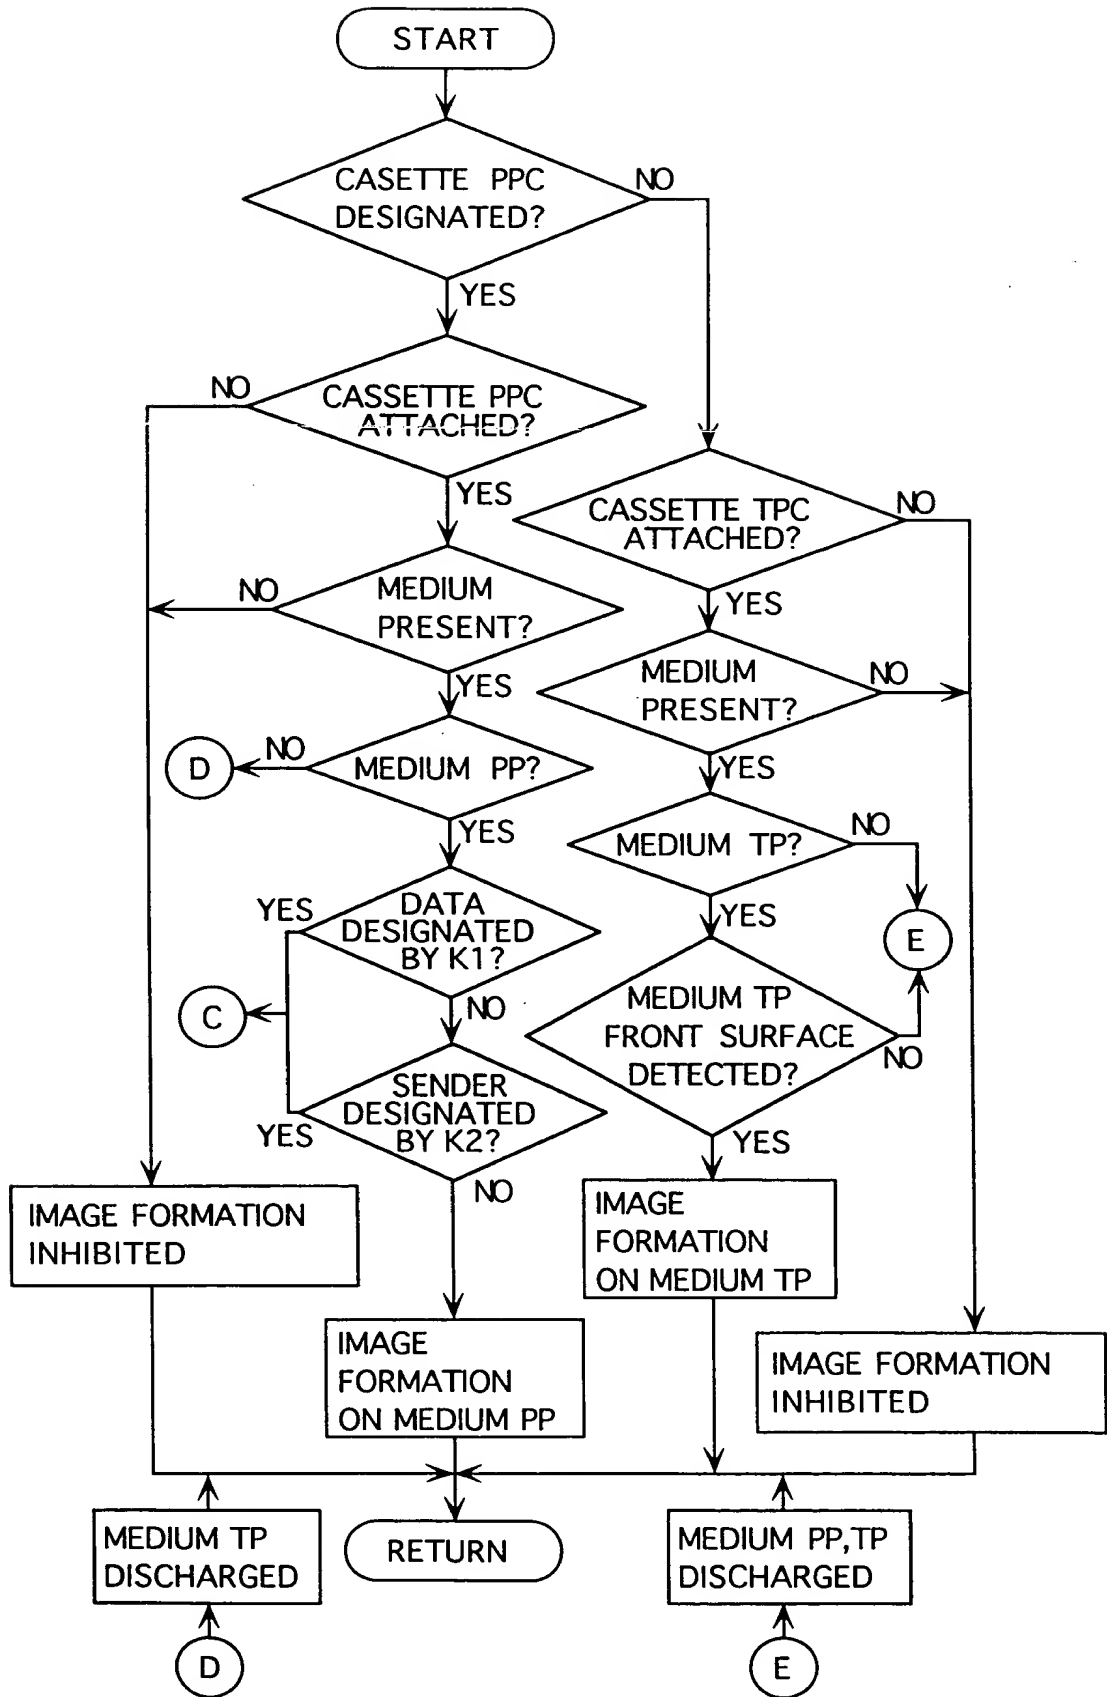 START
CASETTE PPC
DESIGNATED?
NO
YES
CASSETTE PPC
ATTACHED?
NO
YES
CASSETTE TPC
ATTACHED?
NO
YES
MEDIUM
PRESENT?
NO
YES
MEDIUM
PRESENT?
NO
YES
MEDIUM PP?
NO
D
YES
MEDIUM TP?
NO
YES
E
DATA
DESIGNATED
BY K1?
YES
NO
C
MEDIUM TP
FRONT SURFACE
DETECTED?
NO
YES
SENDER
DESIGNATED
BY K2?
YES
NO
IMAGE FORMATION
INHIBITED
IMAGE
FORMATION
ON MEDIUM TP
IMAGE
FORMATION
ON MEDIUM PP
IMAGE FORMATION
INHIBITED
MEDIUM TP
DISCHARGED
RETURN
MEDIUM PP,TP
DISCHARGED
D
E